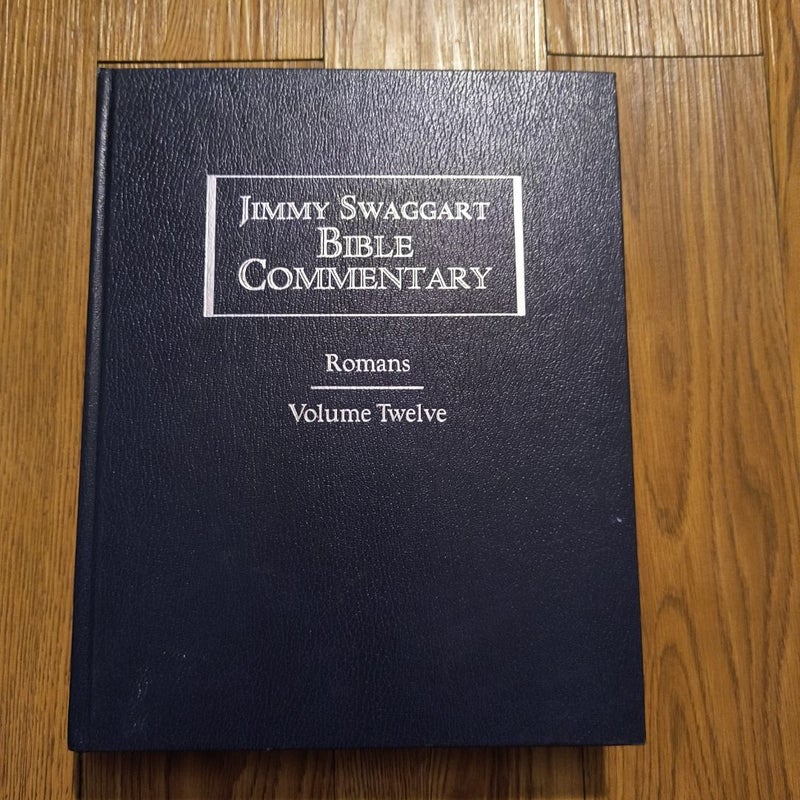 JIMMY SWAGGART
BIBLE
COMMENTARY
Romans
Volume Twelve